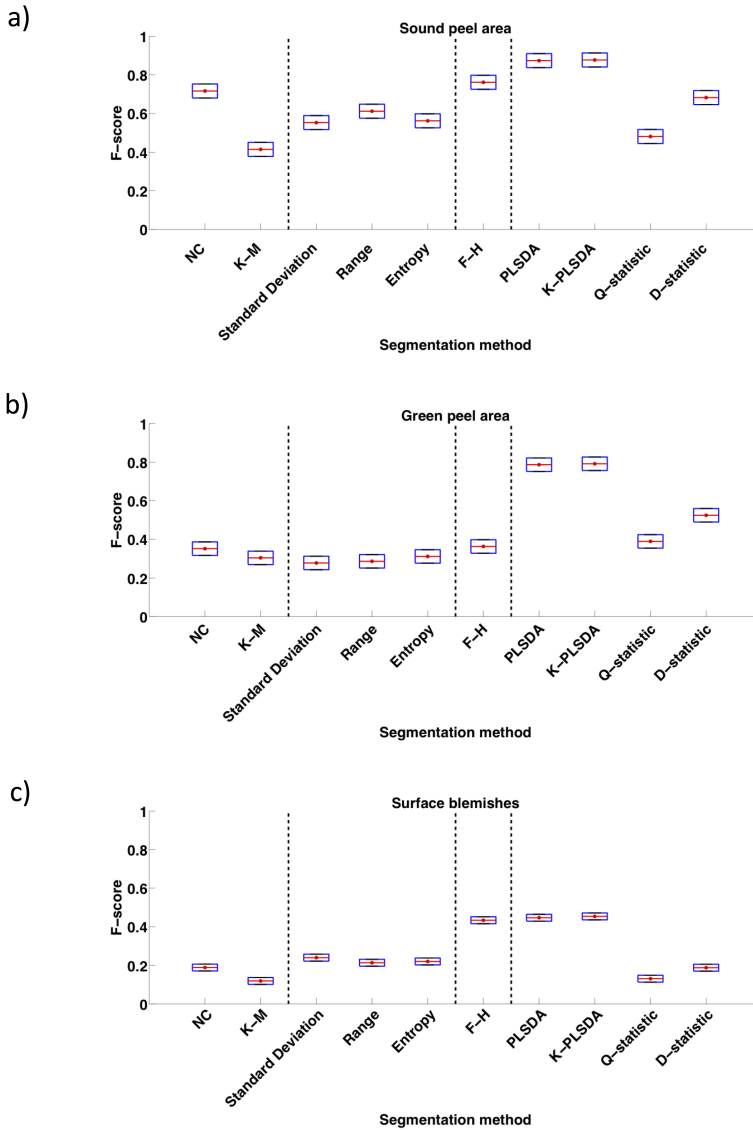 a)
Sound peel area
1
0.8
0.6
0.4
0.2
0
F−score
NC
K−M
Standard Deviation
Range
Entropy
F−H
PLSDA
K−PLSDA
Q−statistic
D−statistic
Segmentation method
b)
Green peel area
1
0.8
0.6
0.4
0.2
0
F−score
NC
K−M
Standard Deviation
Range
Entropy
F−H
PLSDA
K−PLSDA
Q−statistic
D−statistic
Segmentation method
c)
Surface blemishes
1
0.8
0.6
0.4
0.2
0
F−score
NC
K−M
Standard Deviation
Range
Entropy
F−H
PLSDA
K−PLSDA
Q−statistic
D−statistic
Segmentation method